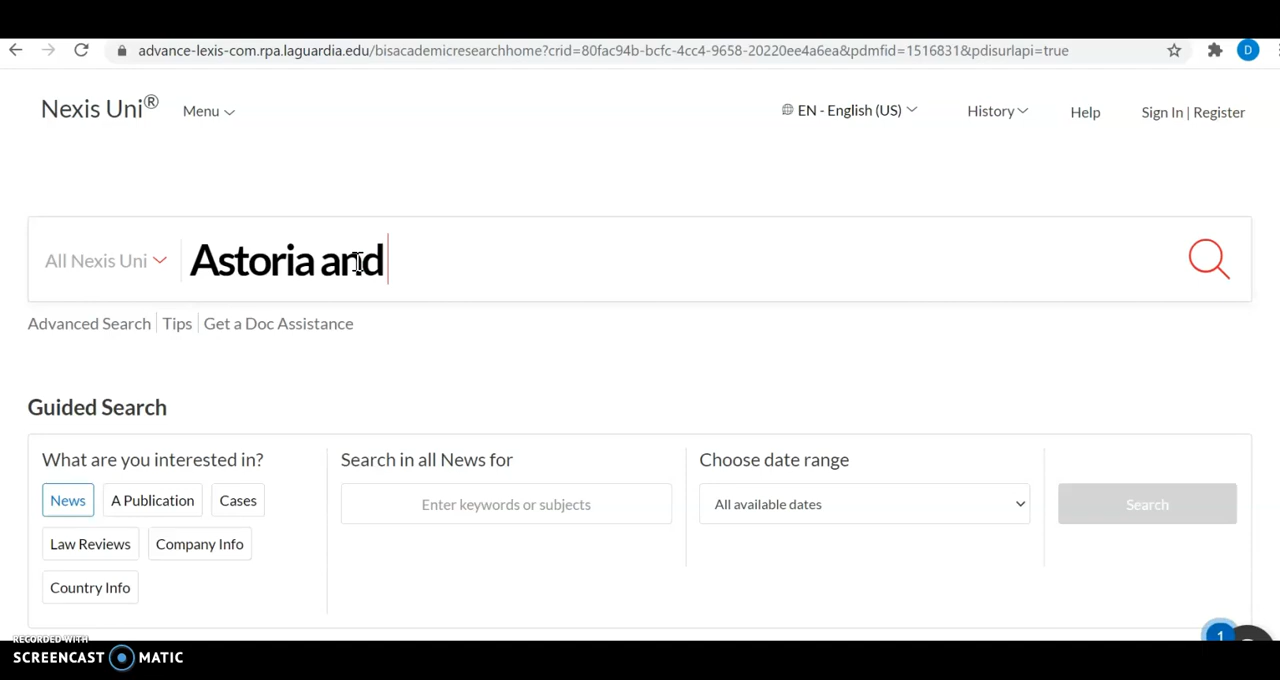 advance-lexis-com.rpa.laguardia.edu/bisacademicresearchhome?crid=80fac94b-bcfc-4cc4-9658-20220ee4a6ea&pdmfid=1516831&pdisurlapi=true D
Nexis Uni® Menu EN - English (US) History Help Sign In | Register
All Nexis Uni Astoria and
Advanced Search Tips Get a Doc Assistance
Guided Search
What are you interested in? Search in all News for Choose date range
News A Publication Cases Enter keywords or subjects All available dates Search
Law Reviews Company Info
Country Info
1
RECORDED WITH
SCREENCAST MATIC